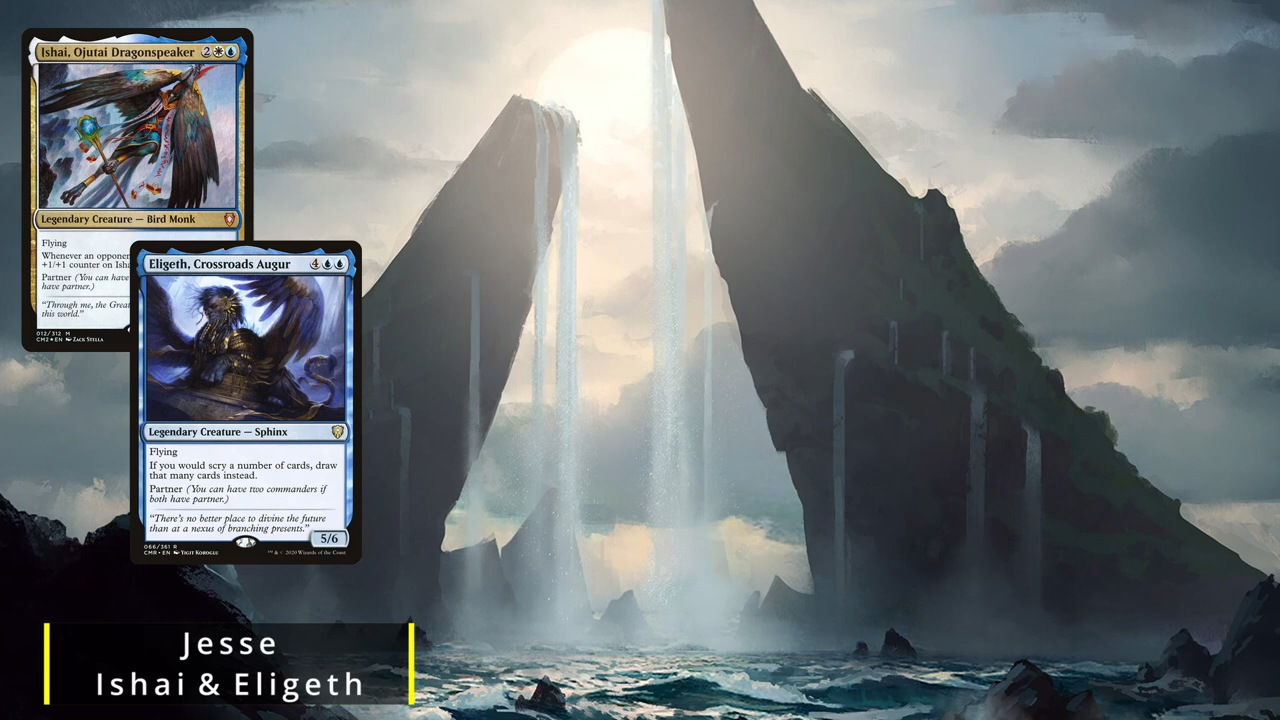 Ishai, Ojutai Dragonspeaker 2
Legendary Creature — Bird Monk
Flying
Whenever an opponen
+1/+1 counter on Isha
Partner (You can have
have partner.)
"Through me, the Great
this world."
012/312 M
CM2 EN Zack Stella
Eligeth, Crossroads Augur 4
Legendary Creature — Sphinx
Flying
If you would scry a number of cards, draw
that many cards instead.
Partner (You can have two commanders if
both have partner.)
"There's no better place to divine the future
than at a nexus of branching presents."
5/6
066/361 R
CMR • EN Yigit Koroglu
™ & © 2020 Wizards of the Coast
Jesse
Ishai & Eligeth